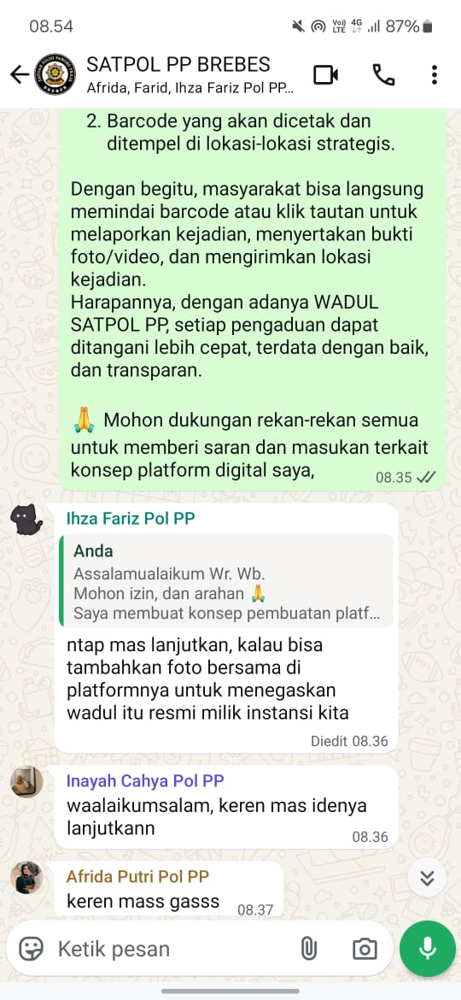 08.54
Vo)) LTE 4G 87%
SATPOL PP BREBES
Afrida, Farid, Ihza Fariz Pol PP...
2. Barcode yang akan dicetak dan
ditempel di lokasi-lokasi strategis.
Dengan begitu, masyarakat bisa langsung
memindai barcode atau klik tautan untuk
melaporkan kejadian, menyertakan bukti
foto/video, dan mengirimkan lokasi
kejadian.
Harapannya, dengan adanya WADUL
SATPOL PP, setiap pengaduan dapat
ditangani lebih cepat, terdata dengan baik,
dan transparan.
🙏 Mohon dukungan rekan-rekan semua
untuk memberi saran dan masukan terkait
konsep platform digital saya,
08.35
Ihza Fariz Pol PP
Anda
Assalamualaikum Wr. Wb.
Mohon izin, dan arahan 🙏
Saya membuat konsep pembuatan platf...
ntap mas lanjutkan, kalau bisa
tambahkan foto bersama di
platformnya untuk menegaskan
wadul itu resmi milik instansi kita
Diedit 08.36
Inayah Cahya Pol PP
waalaikumsalam, keren mas idenya
lanjutkann
08.36
Afrida Putri Pol PP
keren mass gasss
08.37
Ketik pesan